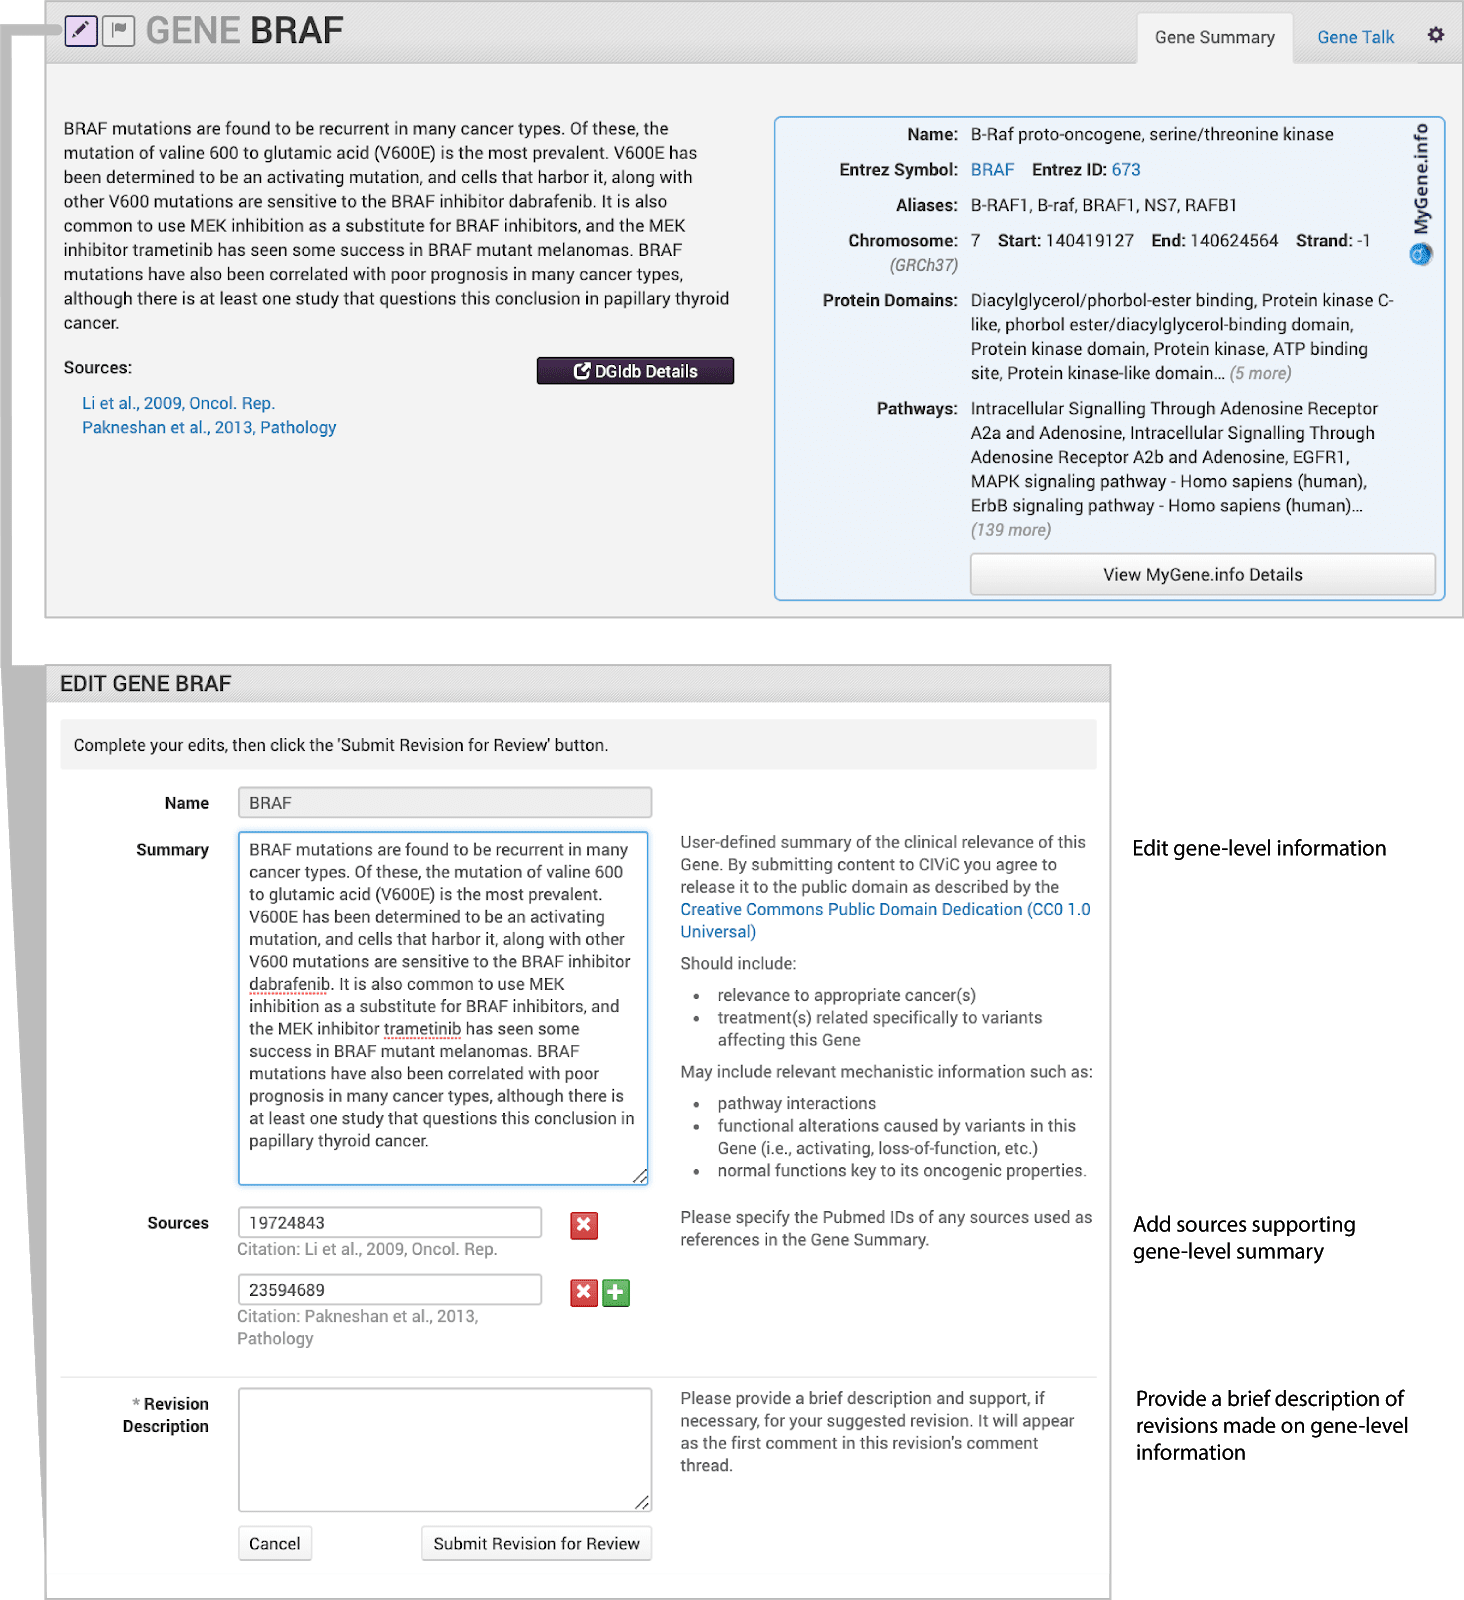 GENE BRAF
Gene Summary
Gene Talk
BRAF mutations are found to be recurrent in many cancer types. Of these, the
mutation of valine 600 to glutamic acid (V600E) is the most prevalent. V600E has
been determined to be an activating mutation, and cells that harbor it, along with
other V600 mutations are sensitive to the BRAF inhibitor dabrafenib. It is also
common to use MEK inhibition as a substitute for BRAF inhibitors, and the MEK
inhibitor trametinib has seen some success in BRAF mutant melanomas. BRAF
mutations have also been correlated with poor prognosis in many cancer types,
although there is at least one study that questions this conclusion in papillary thyroid
cancer.
Sources:
DGIdb Details
Li et al., 2009, Oncol. Rep.
Pakneshan et al., 2013, Pathology
Name: B-Raf proto-oncogene, serine/threonine kinase
Entrez Symbol: BRAF Entrez ID: 673
Aliases: B-RAF1, B-raf, BRAF1, NS7, RAFB1
Chromosome: 7 Start: 140419127 End: 140624564 Strand: -1
(GRCh37)
Protein Domains: Diacylglycerol/phorbol-ester binding, Protein kinase C-
like, phorbol ester/diacylglycerol-binding domain,
Protein kinase domain, Protein kinase, ATP binding
site, Protein kinase-like domain... (5 more)
Pathways: Intracellular Signalling Through Adenosine Receptor
A2a and Adenosine, Intracellular Signalling Through
Adenosine Receptor A2b and Adenosine, EGFR1,
MAPK signaling pathway - Homo sapiens (human),
ErbB signaling pathway - Homo sapiens (human)...
(139 more)
View MyGene.info Details
MyGene.info
EDIT GENE BRAF
Complete your edits, then click the 'Submit Revision for Review' button.
Name
BRAF
Summary
BRAF mutations are found to be recurrent in many
cancer types. Of these, the mutation of valine 600
to glutamic acid (V600E) is the most prevalent.
V600E has been determined to be an activating
mutation, and cells that harbor it, along with other
V600 mutations are sensitive to the BRAF inhibitor
dabrafenib. It is also common to use MEK
inhibition as a substitute for BRAF inhibitors, and
the MEK inhibitor trametinib has seen some
success in BRAF mutant melanomas. BRAF
mutations have also been correlated with poor
prognosis in many cancer types, although there is
at least one study that questions this conclusion in
papillary thyroid cancer.
User-defined summary of the clinical relevance of this
Gene. By submitting content to CIViC you agree to
release it to the public domain as described by the
Creative Commons Public Domain Dedication (CC0 1.0
Universal)
Should include:
• relevance to appropriate cancer(s)
• treatment(s) related specifically to variants
affecting this Gene
May include relevant mechanistic information such as:
• pathway interactions
• functional alterations caused by variants in this
Gene (i.e., activating, loss-of-function, etc.)
• normal functions key to its oncogenic properties.
Edit gene-level information
Sources
19724843
Citation: Li et al., 2009, Oncol. Rep.
23594689
Citation: Pakneshan et al., 2013,
Pathology
Please specify the Pubmed IDs of any sources used as
references in the Gene Summary.
Add sources supporting
gene-level summary
* Revision
Description
Please provide a brief description and support, if
necessary, for your suggested revision. It will appear
as the first comment in this revision's comment
thread.
Provide a brief description of
revisions made on gene-level
information
Cancel
Submit Revision for Review